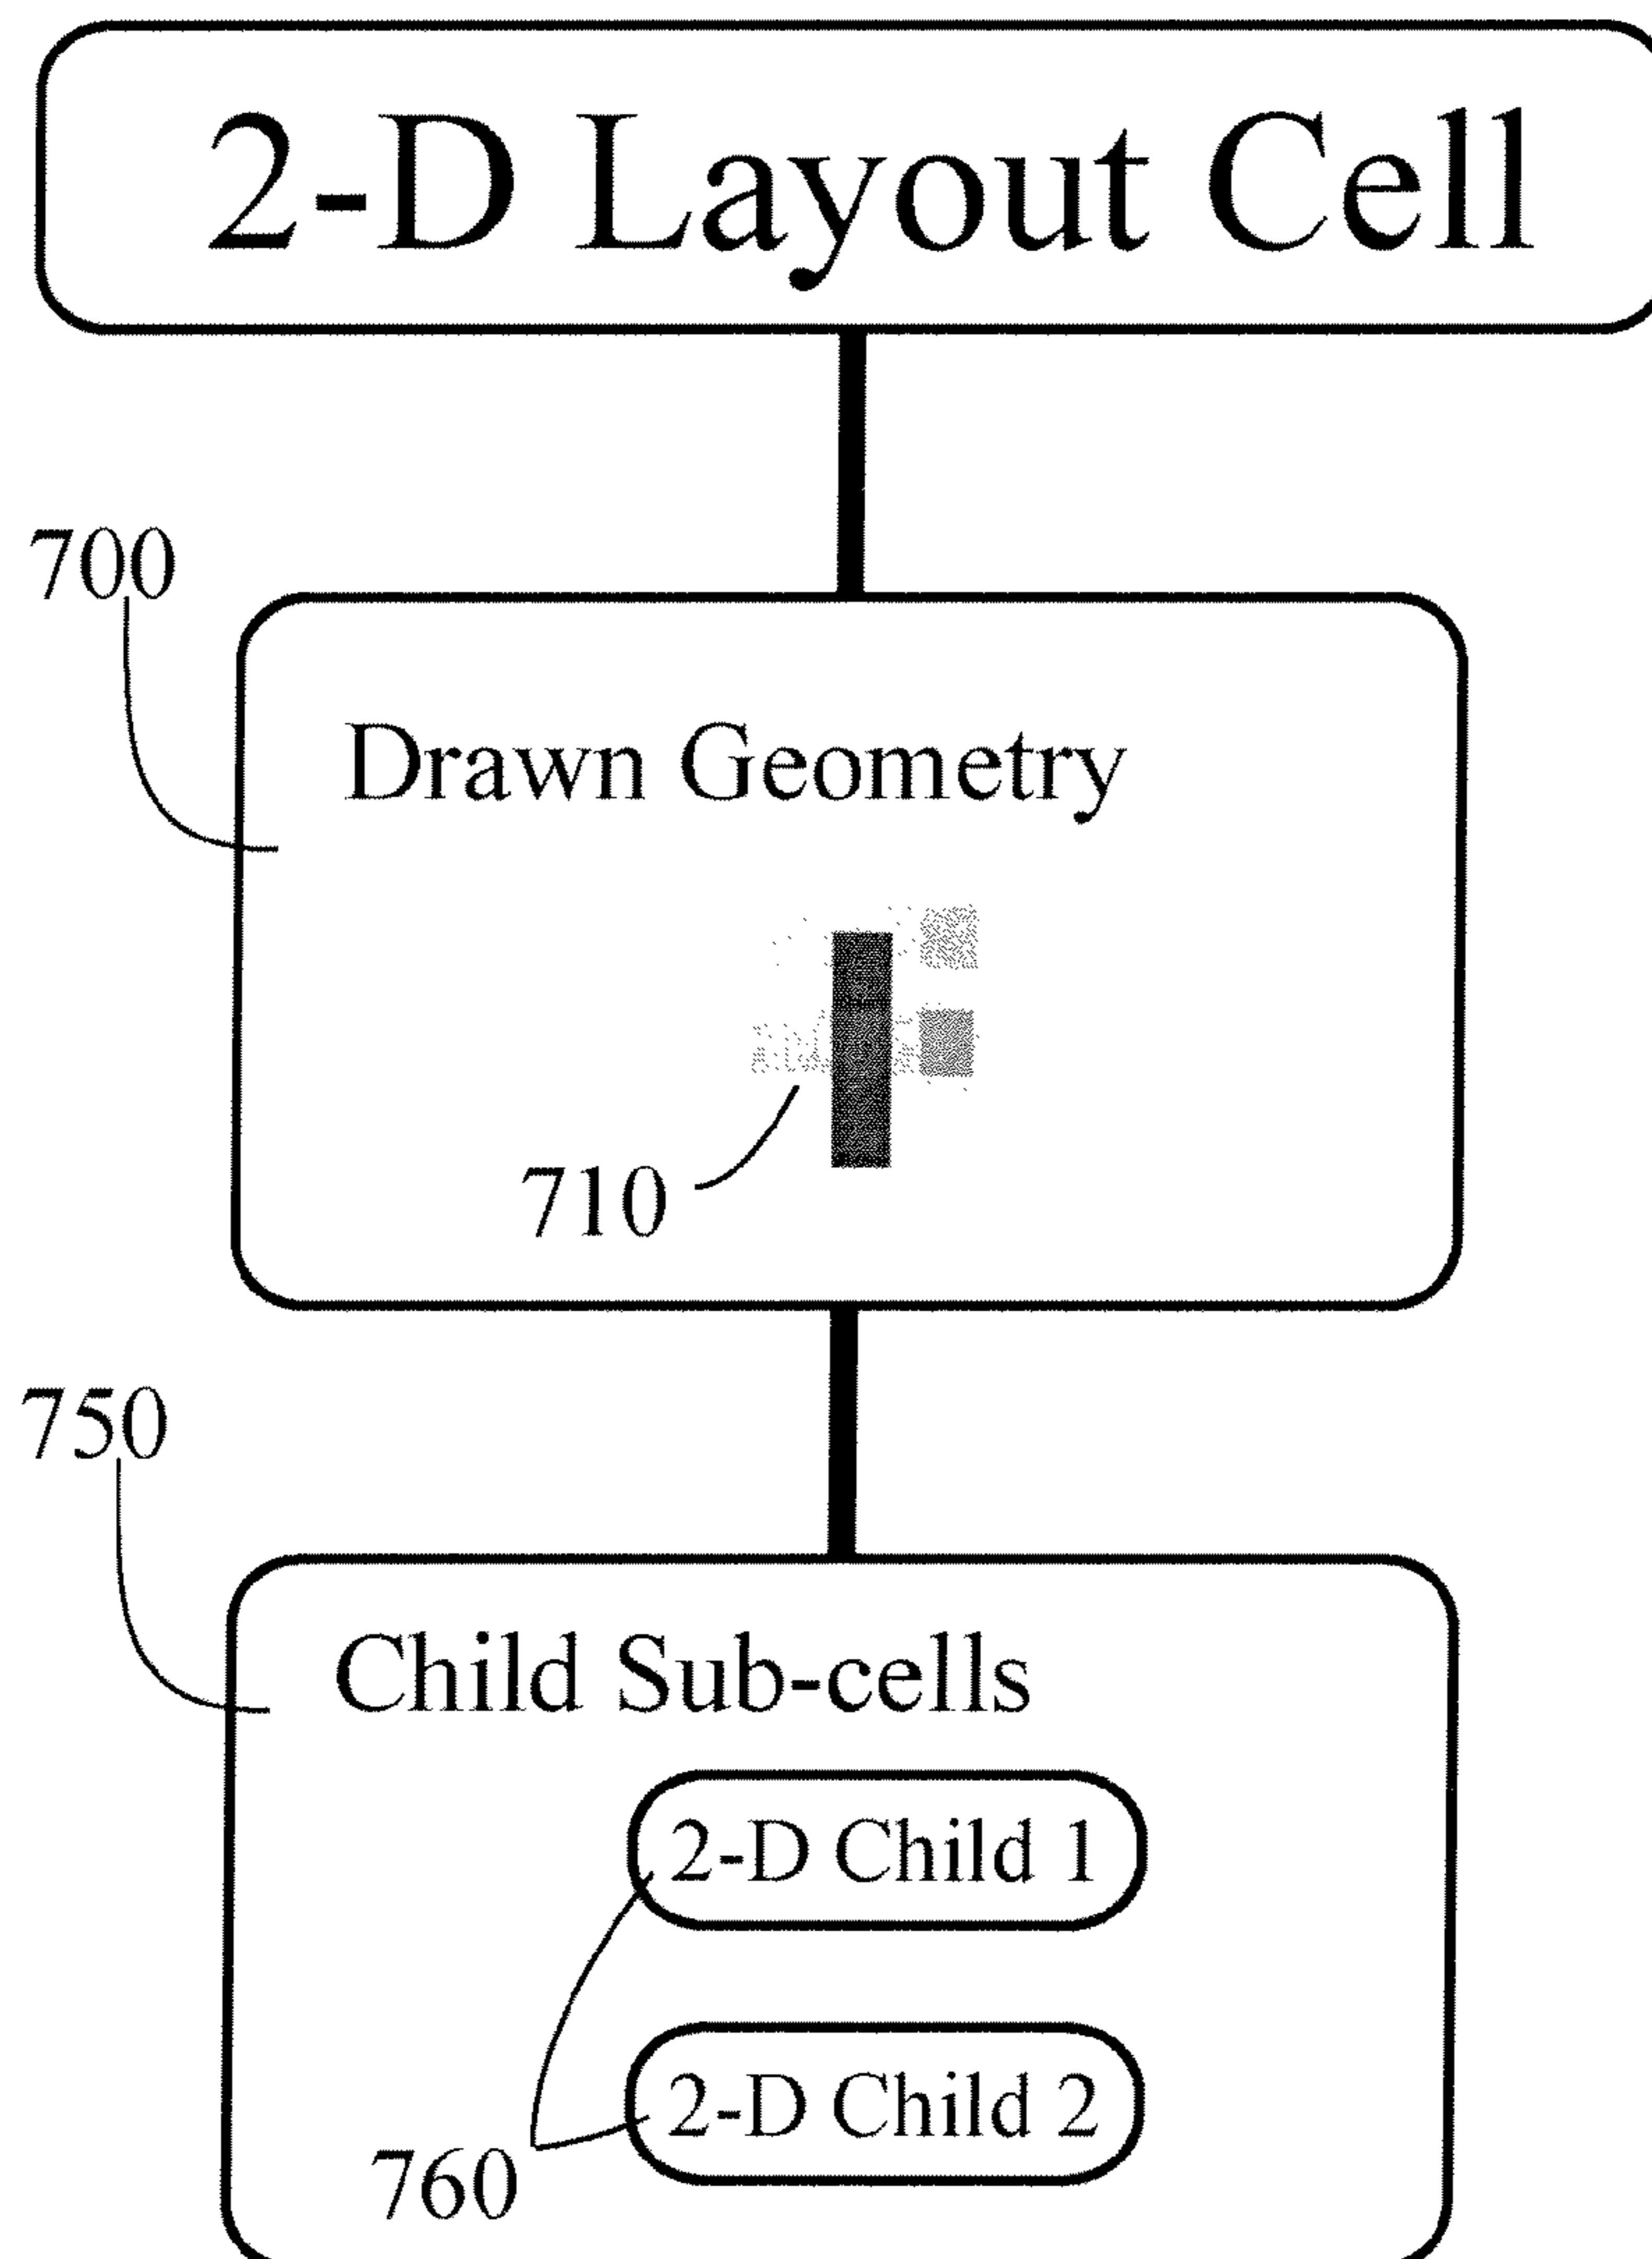 2-D Layout Cell
700
Drawn Geometry
710
750
Child Sub-cells
2-D Child 1
2-D Child 2
760